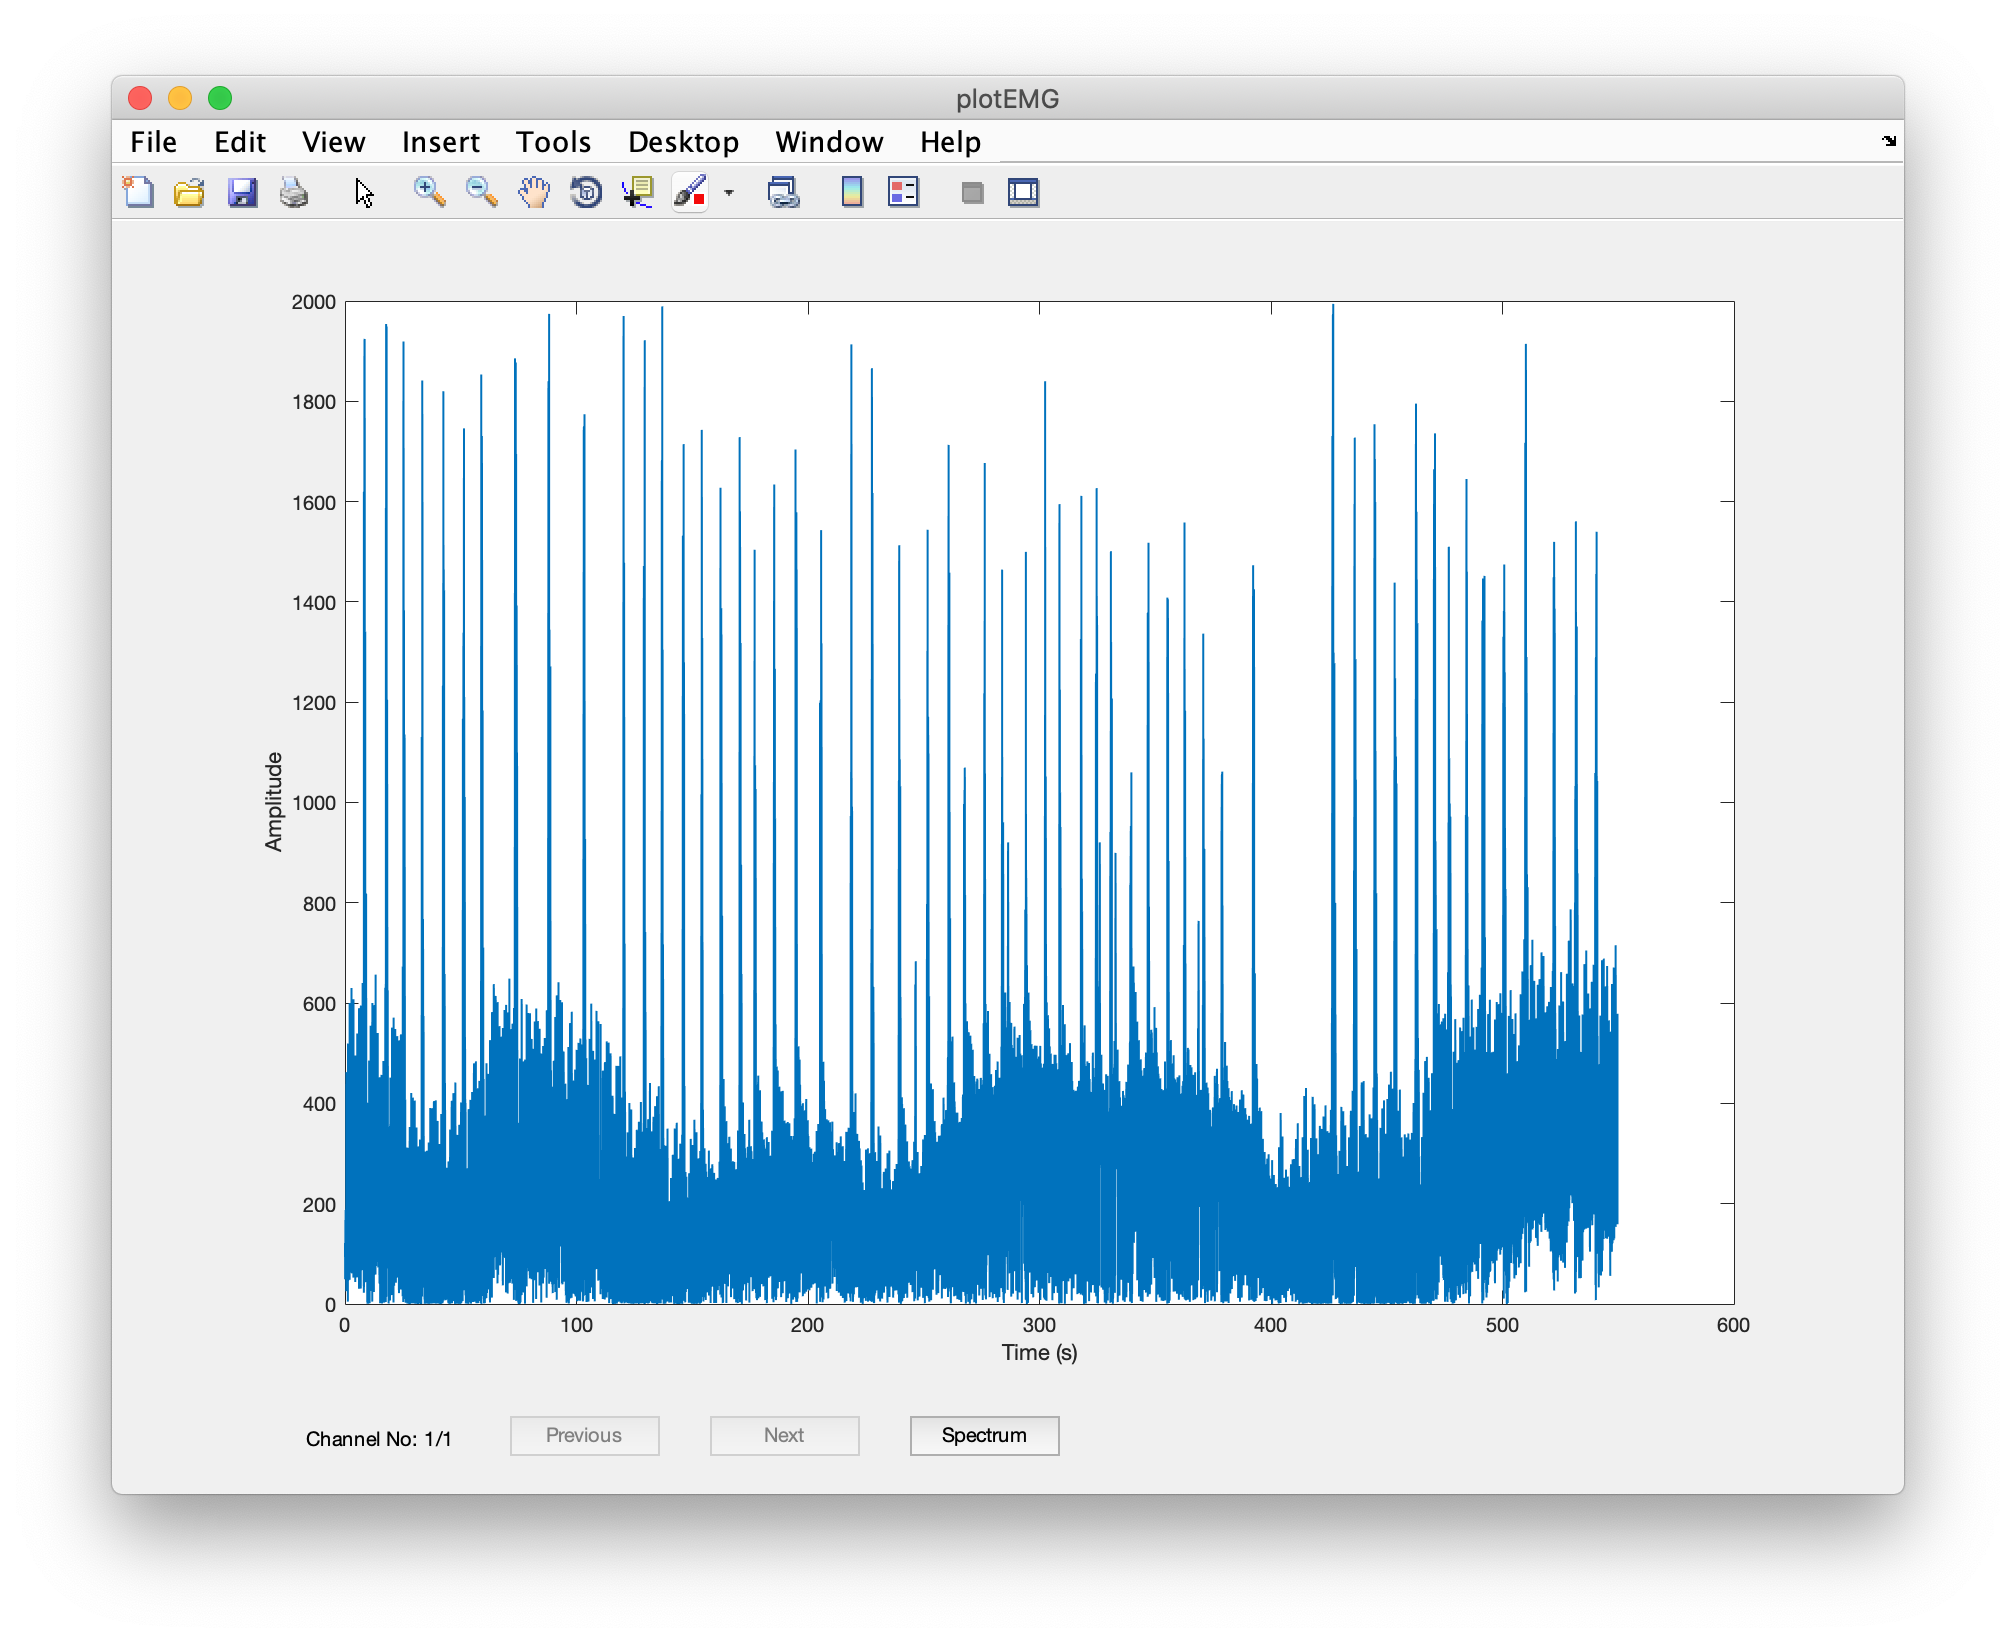 plotEMG
File Edit View Insert Tools Desktop Window Help
2000
1800
1600
1400
1200
1000
800
600
400
200
0
Amplitude
0 100 200 300 400 500 600
Time (s)
Channel No: 1/1 Previous Next Spectrum